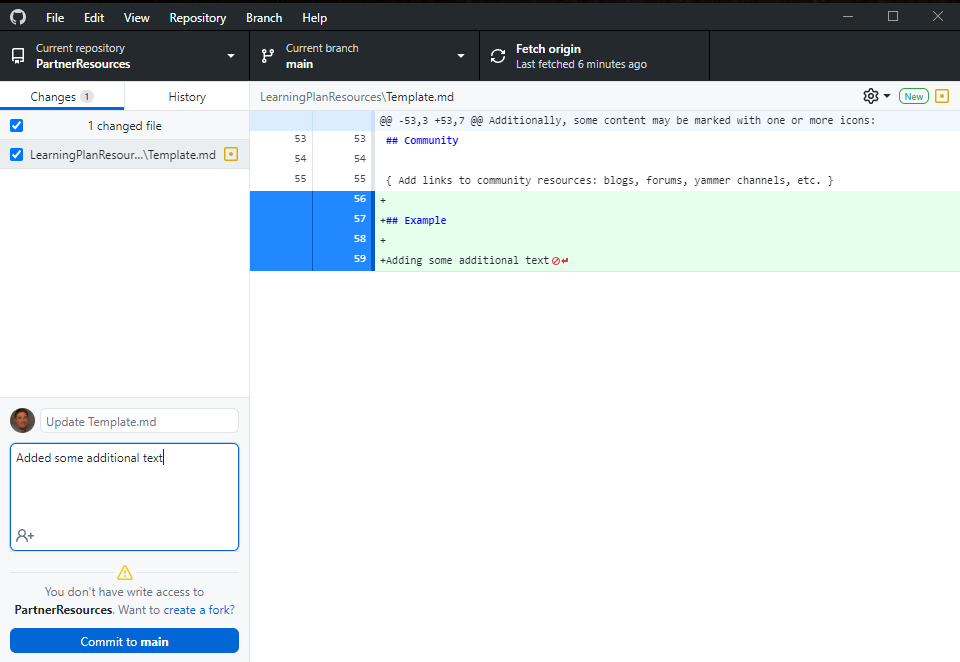 File Edit View Repository Branch Help
Current repository
PartnerResources
Current branch
main
Fetch origin
Last fetched 6 minutes ago
Changes 1 History
LearningPlanResources\Template.md
New
1 changed file
LearningPlanResour...\Template.md
@@ -53,3 +53,7 @@ Additionally, some content may be marked with one or more icons:
53 53 ## Community
54 54
55 55 { Add links to community resources: blogs, forums, yammer channels, etc. }
56 +
57 +## Example
58 +
59 +Adding some additional text
Update Template.md
Added some additional text
You don't have write access to
PartnerResources. Want to create a fork?
Commit to main